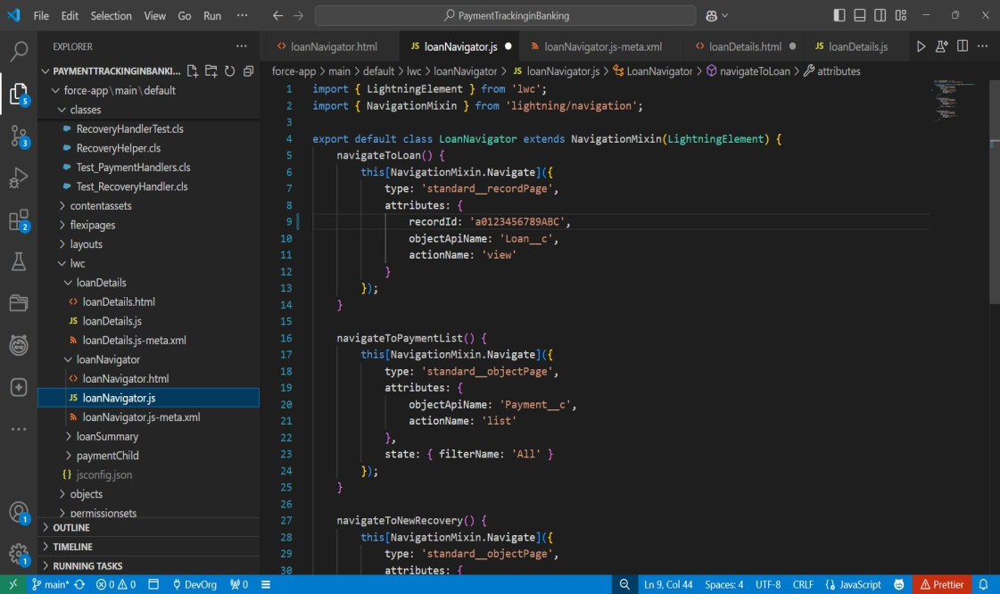 File Edit Selection View Go Run ··· PaymentTrackinginBanking
EXPLORER ···
PAYMENTTRACKINGINBANKI...
force-app\main\default
classes
RecoveryHandlerTest.cls
RecoveryHelper.cls
Test_PaymentHandlers.cls
Test_RecoveryHandler.cls
contentassets
flexipages
layouts
lwc
loanDetails
loanDetails.html
JS loanDetails.js
loanDetails.js-meta.xml
loanNavigator
loanNavigator.html
JS loanNavigator.js
loanNavigator.js-meta.xml
loanSummary
paymentChild
{} jsconfig.json
objects
permissionsets
OUTLINE
TIMELINE
RUNNING TASKS
5
3
2
1
1
loanNavigator.html JS loanNavigator.js loanNavigator.js-meta.xml loanDetails.html JS loanDetails.js
force-app > main > default > lwc > loanNavigator > JS loanNavigator.js > LoanNavigator > navigateToLoan > attributes
1 import { LightningElement } from 'lwc';
2 import { NavigationMixin } from 'lightning/navigation';
3
4 export default class LoanNavigator extends NavigationMixin(LightningElement) {
5 navigateToLoan() {
6 this[NavigationMixin.Navigate]({
7 type: 'standard__recordPage',
8 attributes: {
9 recordId: 'a0123456789ABC',
10 objectApiName: 'Loan__c',
11 actionName: 'view'
12 }
13 });
14 }
15
16 navigateToPaymentList() {
17 this[NavigationMixin.Navigate]({
18 type: 'standard__objectPage',
19 attributes: {
20 objectApiName: 'Payment__c',
21 actionName: 'list'
22 },
23 state: { filterName: 'All' }
24 });
25 }
26
27 navigateToNewRecovery() {
28 this[NavigationMixin.Navigate]({
29 type: 'standard__objectPage',
30 attributes: {
main* 0 0 DevOrg 0 Ln 9, Col 44 Spaces: 4 UTF-8 CRLF {} JavaScript Prettier